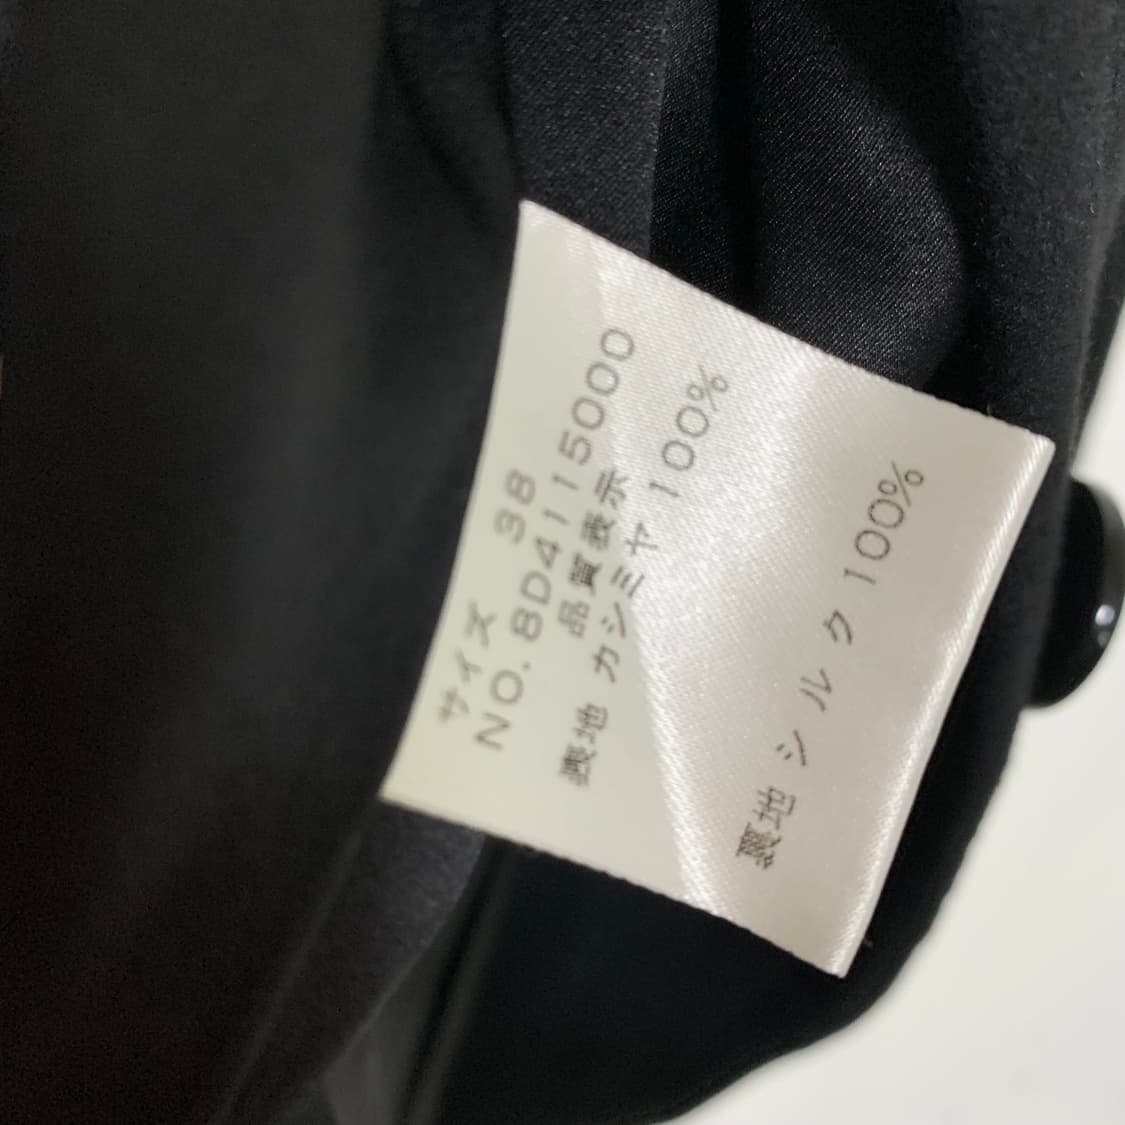 サイズ 38
NO. 8D4115000
品質表示
表地 カシミヤ 100%
裏地 シルク 100%